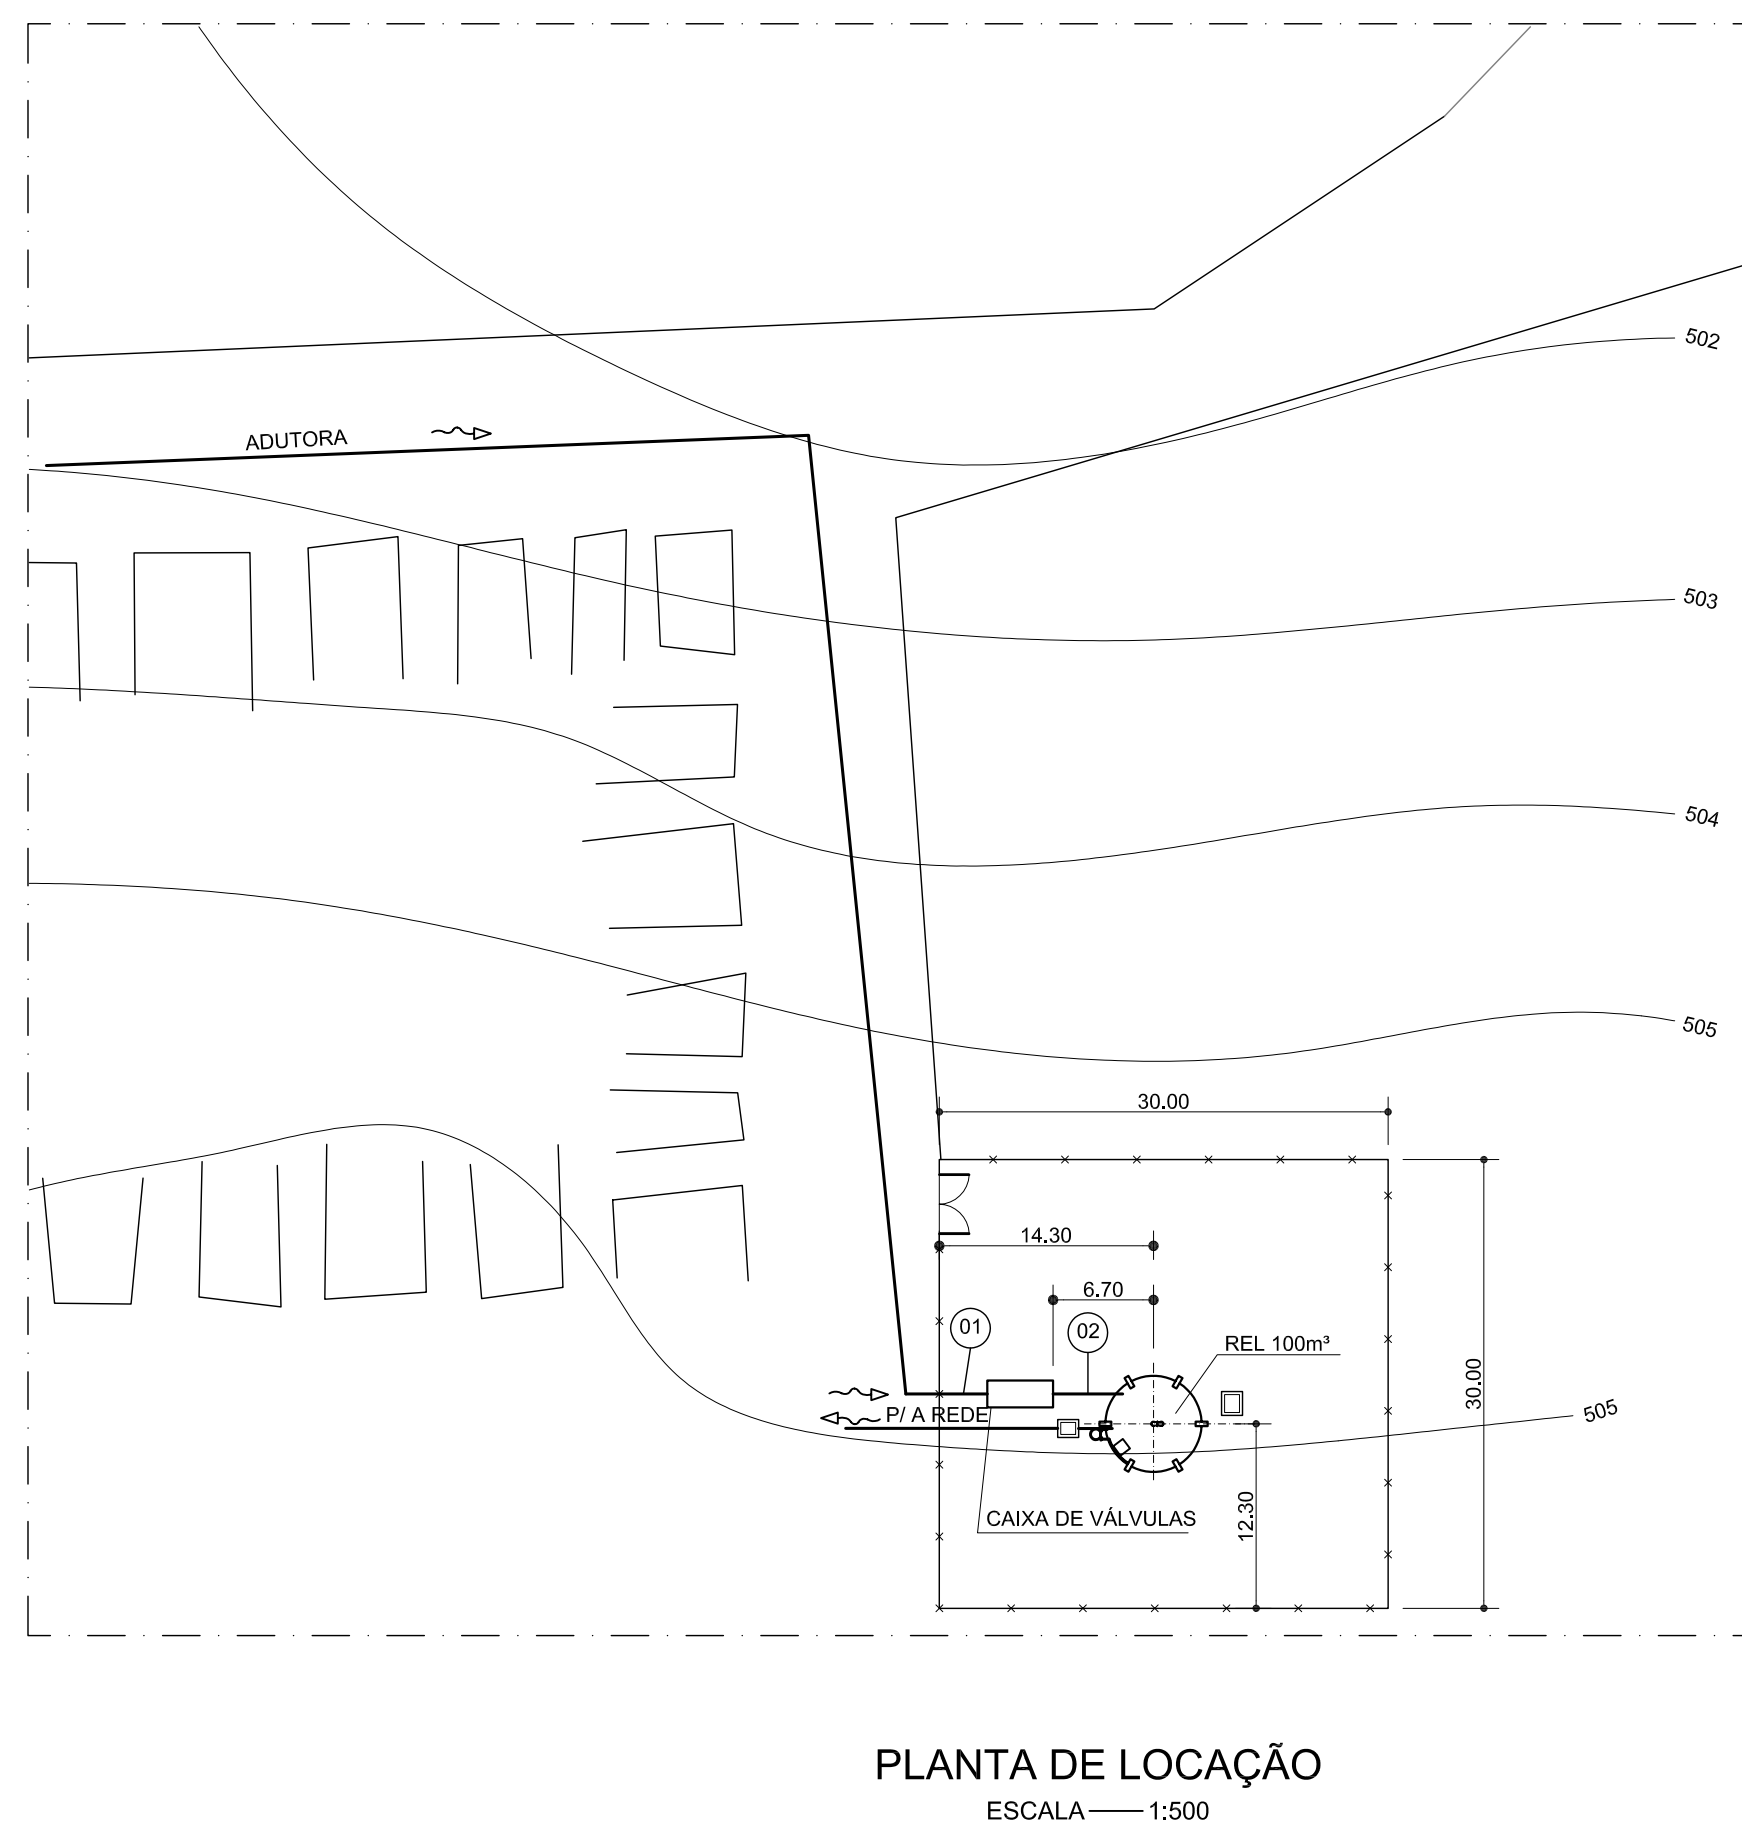 502
ADUTORA
503
504
505
30.00
14.30
6.70
01
02
REL 100m³
30.00
P/ A REDE
505
12.30
CAIXA DE VÁLVULAS
PLANTA DE LOCAÇÃO
ESCALA 1:500